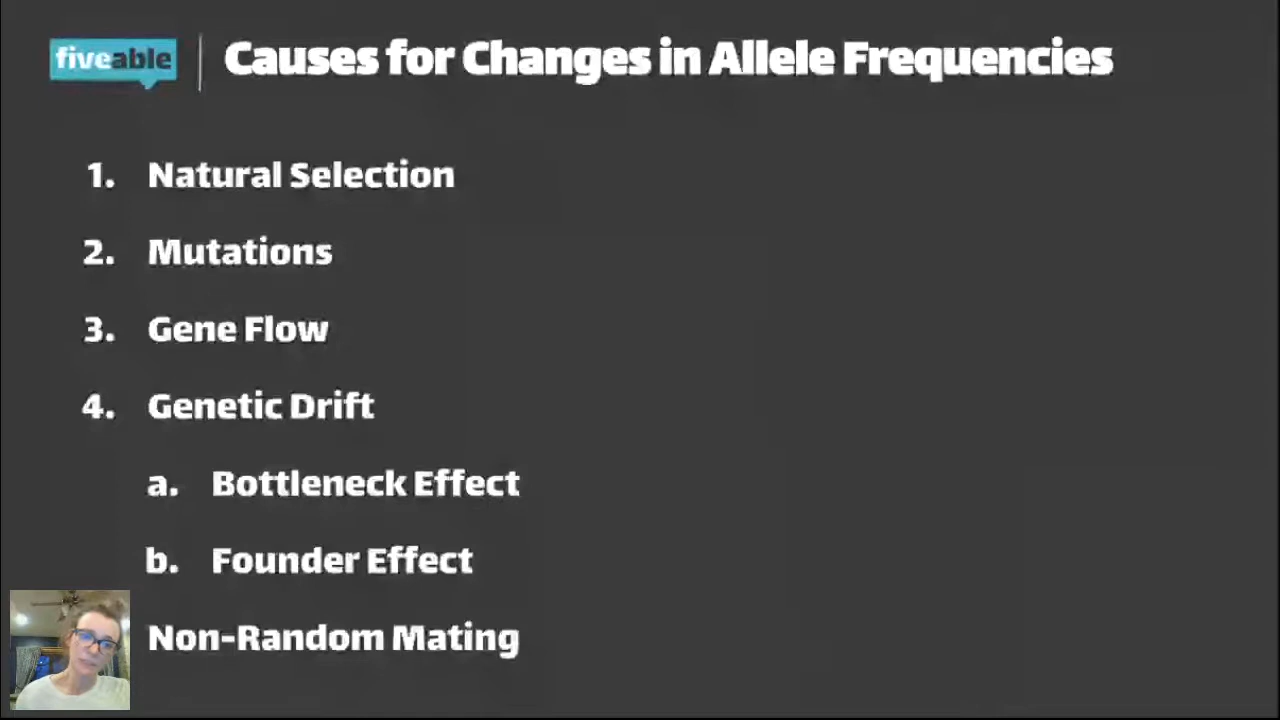 fiveable
Causes for Changes in Allele Frequencies
1. Natural Selection
2. Mutations
3. Gene Flow
4. Genetic Drift
a. Bottleneck Effect
b. Founder Effect
Non-Random Mating